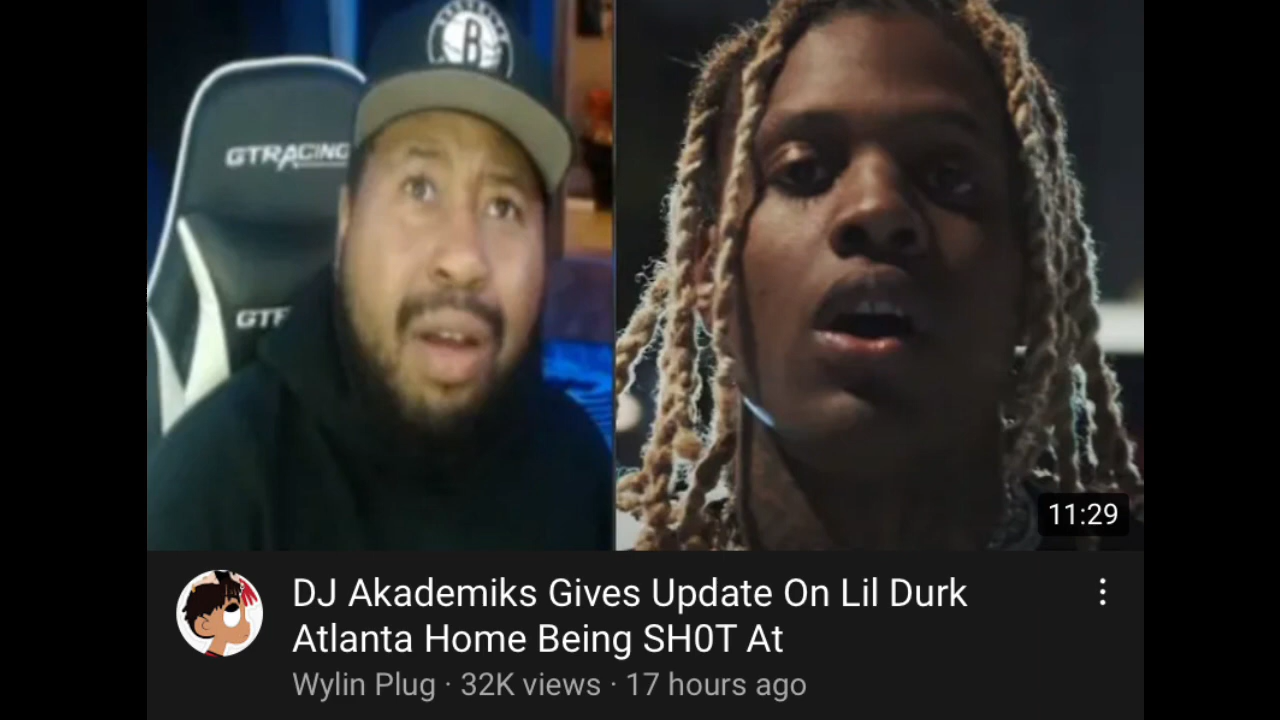 BROOKLYN
B
GTRACING
11:29
DJ Akademiks Gives Update On Lil Durk
Atlanta Home Being SH0T At
Wylin Plug · 32K views · 17 hours ago